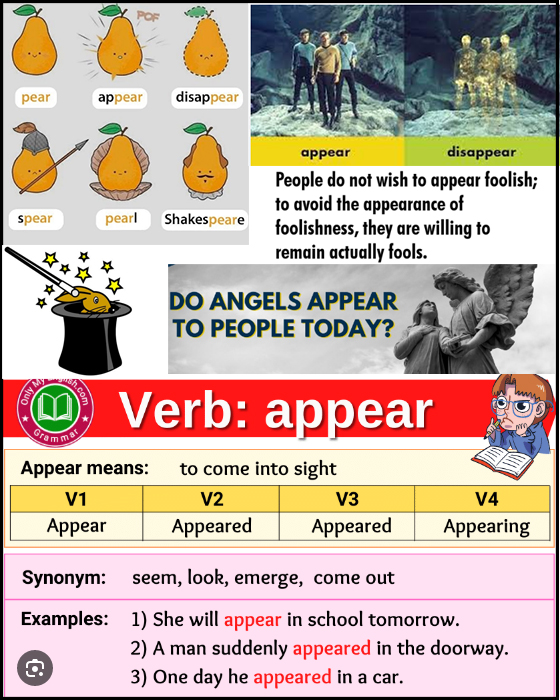 POF
pear
appear
disappear
spear
pearl
Shakespeare
appear
disappear
People do not wish to appear foolish;
to avoid the appearance of
foolishness, they are willing to
remain actually fools.
DO ANGELS APPEAR
TO PEOPLE TODAY?
Only My English.com
Grammar
Verb: appear
Appear means: to come into sight
V1 V2 V3 V4
Appear Appeared Appeared Appearing
Synonym: seem, look, emerge, come out
Examples: 1) She will appear in school tomorrow.
2) A man suddenly appeared in the doorway.
3) One day he appeared in a car.